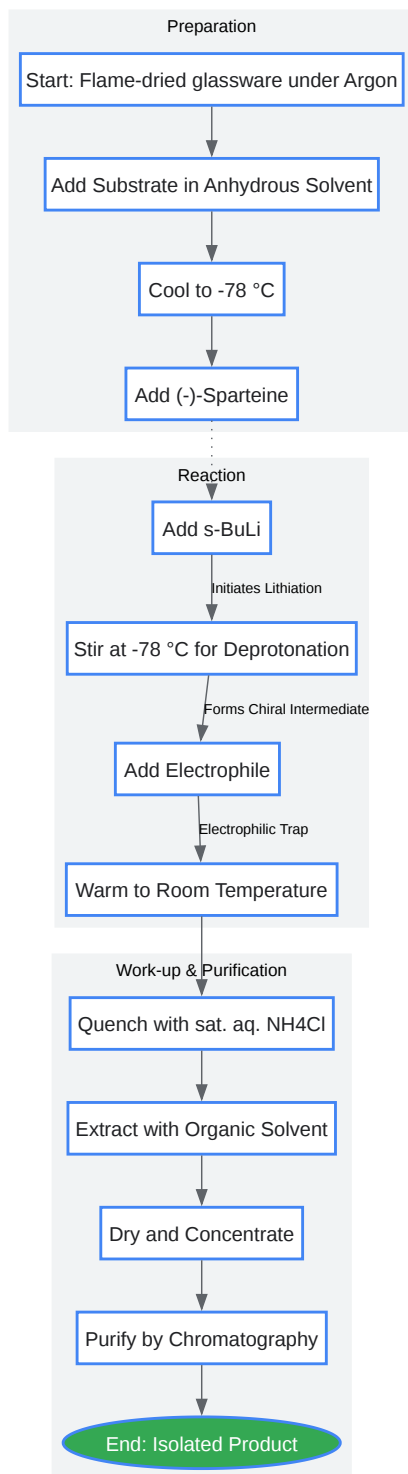 Preparation
Start: Flame-dried glassware under Argon
Add Substrate in Anhydrous Solvent
Cool to -78 °C
Add (-)-Sparteine
Reaction
Add s-BuLi
Initiates Lithiation
Stir at -78 °C for Deprotonation
Forms Chiral Intermediate
Add Electrophile
Electrophilic Trap
Warm to Room Temperature
Work-up & Purification
Quench with sat. aq. NH4Cl
Extract with Organic Solvent
Dry and Concentrate
Purify by Chromatography
End: Isolated Product